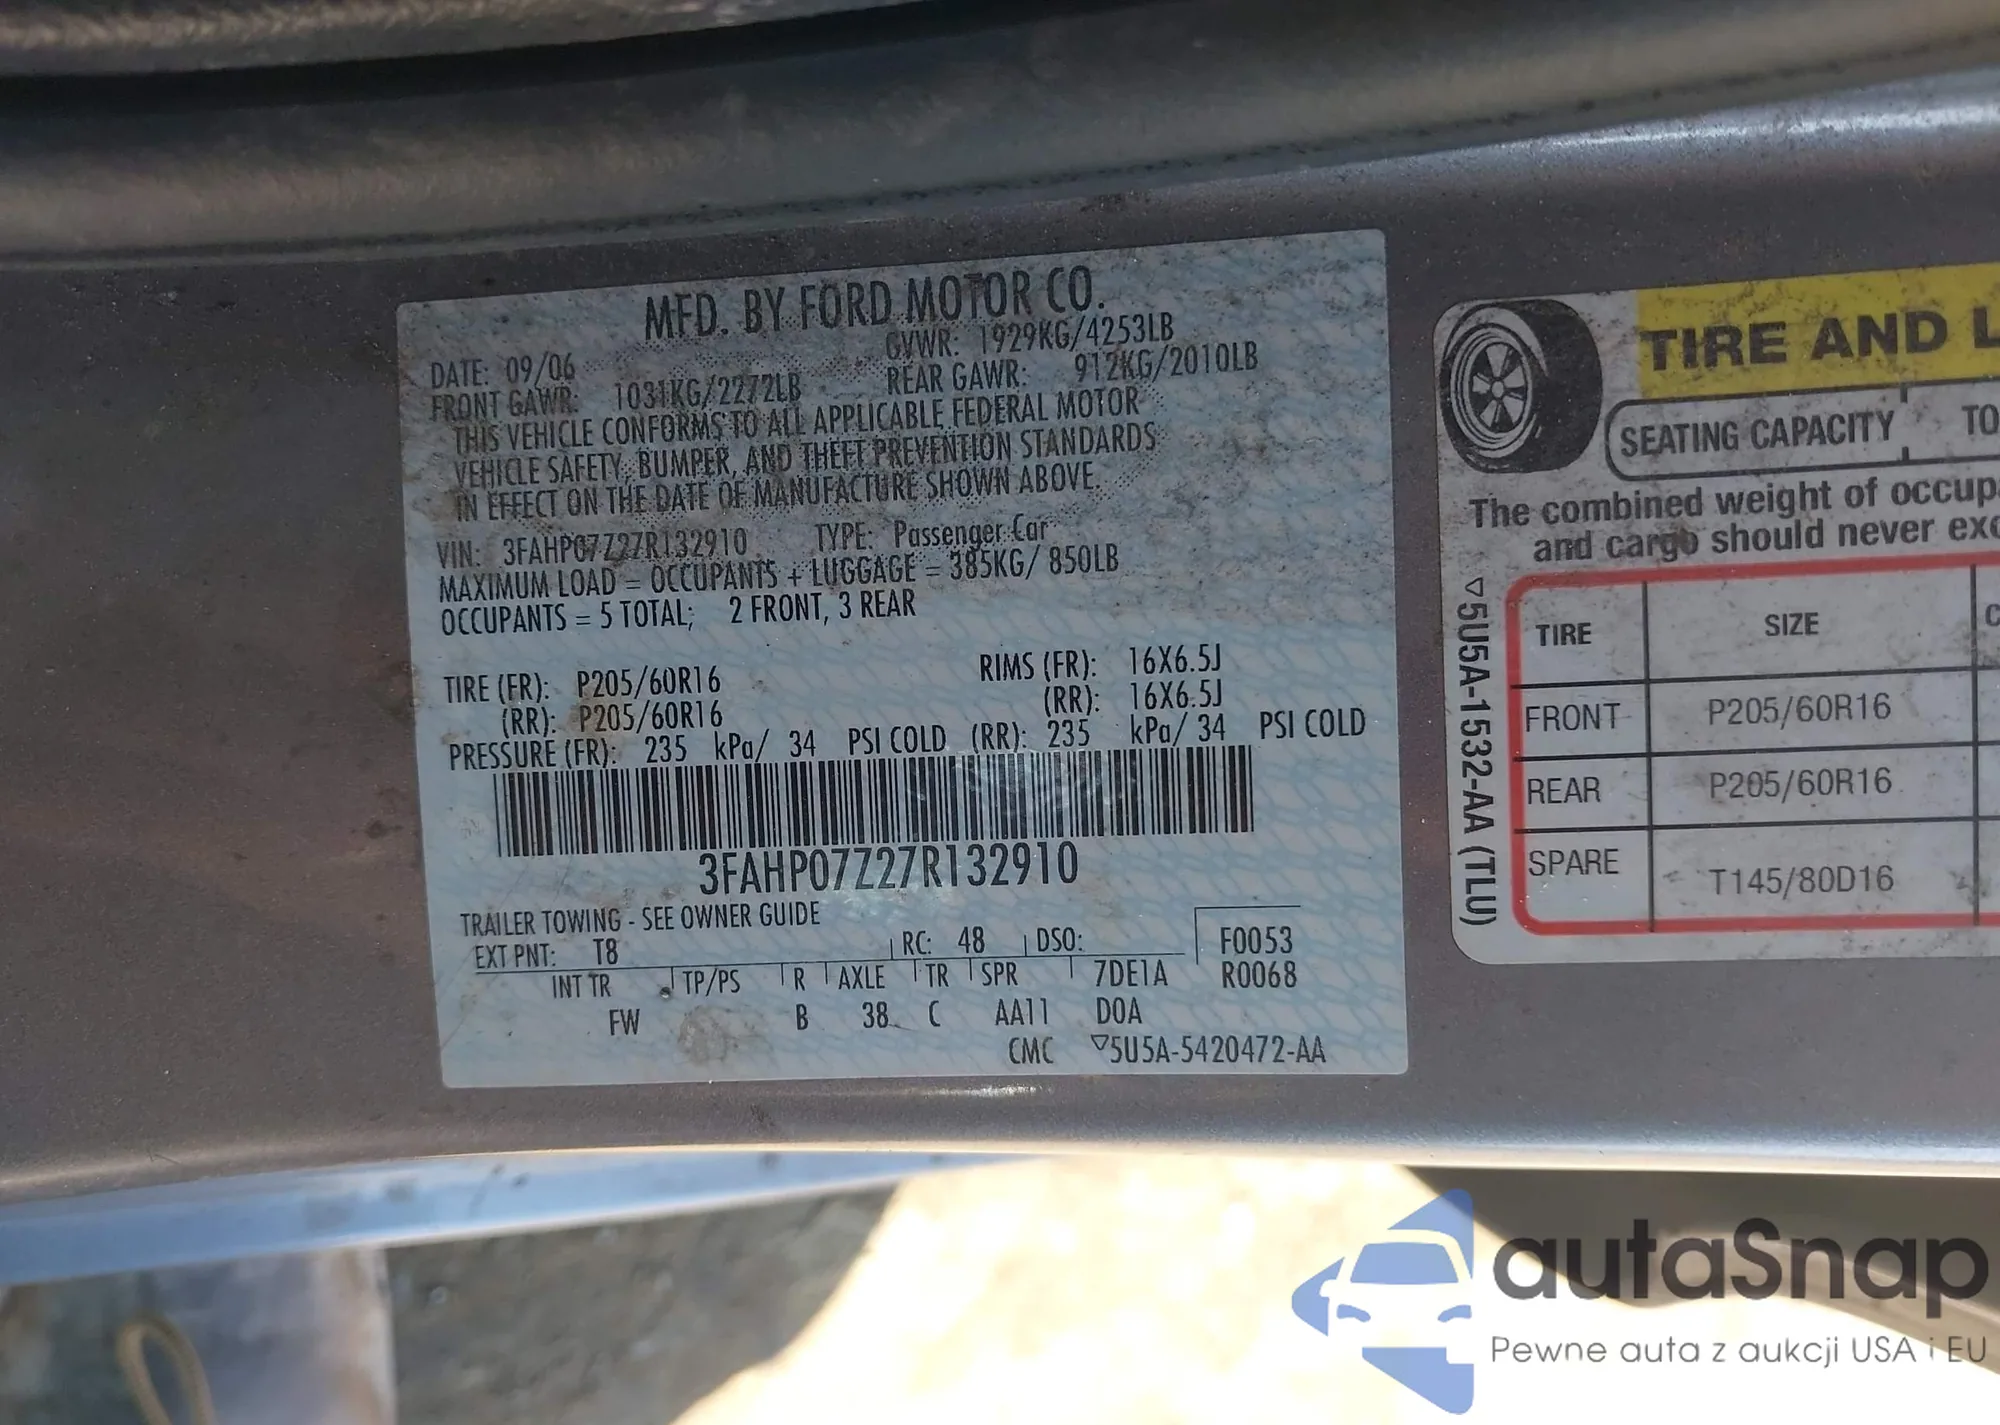 MFD. BY FORD MOTOR CO.
DATE: 09/06 GVWR: 1929KG/4253LB
FRONT GAWR: 1031KG/2272LB REAR GAWR: 912KG/2010LB
THIS VEHICLE CONFORMS TO ALL APPLICABLE FEDERAL MOTOR
VEHICLE SAFETY, BUMPER, AND THEFT PREVENTION STANDARDS
IN EFFECT ON THE DATE OF MANUFACTURE SHOWN ABOVE.
VIN: 3FAHP07Z27R132910 TYPE: Passenger Car
MAXIMUM LOAD = OCCUPANTS + LUGGAGE = 385KG/ 850LB
OCCUPANTS = 5 TOTAL; 2 FRONT, 3 REAR
TIRE (FR): P205/60R16 RIMS (FR): 16X6.5J
(RR): P205/60R16 (RR): 16X6.5J
PRESSURE (FR): 235 kPa/ 34 PSI COLD (RR): 235 kPa/ 34 PSI COLD
3FAHP07Z27R132910
TRAILER TOWING - SEE OWNER GUIDE
EXT PNT: T8 RC: 48 DSO: F0053
INT TR TP/PS R AXLE TR SPR 7DE1A R0068
FW B 38 C AA11 D0A
CMC ▽5U5A-5420472-AA
TIRE AND L
SEATING CAPACITY TO
The combined weight of occupa
and cargo should never exc
▽5U5A-1532-AA (TLU)
TIRE SIZE C
FRONT P205/60R16
REAR P205/60R16
SPARE T145/80D16
autaSnap
Pewne auta z aukcji USA i EU